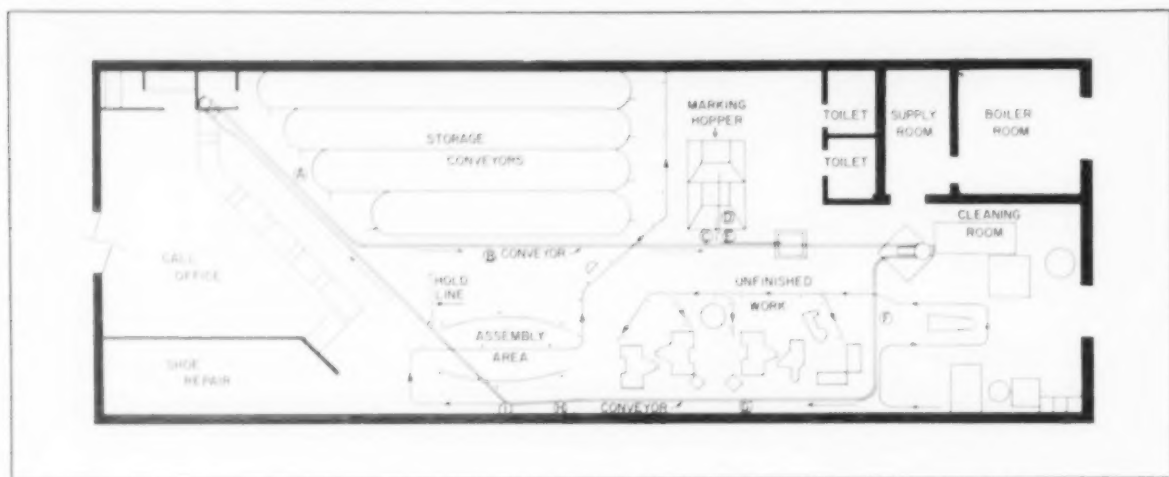 MARKING
HOPPER
TOILET
TOILET
SUPPLY
ROOM
BOILER
ROOM
STORAGE
CONVEYORS
A
D
C E
CLEANING
ROOM
B CONVEYOR
CALL
OFFICE
HOLD
LINE
UNFINISHED
WORK
F
ASSEMBLY
AREA
SHOE
REPAIR
I H CONVEYOR G